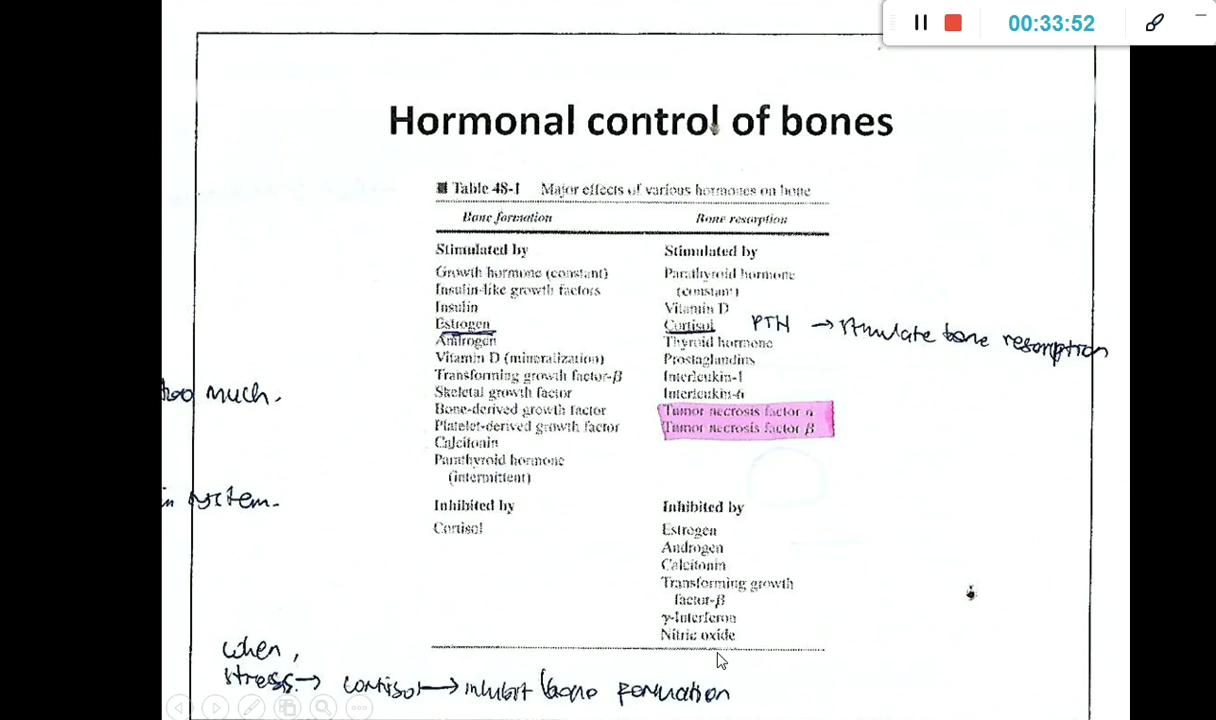 00:33:52
Hormonal control of bones
Table 48-1 Major effects of various hormones on bone
Bone formation
Bone resorption
Stimulated by
Growth hormone (constant)
Insulin-like growth factors
Insulin
Estrogen
Androgen
Vitamin D (mineralization)
Transforming growth factor-β
Skeletal growth factor
Bone-derived growth factor
Platelet-derived growth factor
Calcitonin
Parathyroid hormone
(intermittent)
Inhibited by
Cortisol
Stimulated by
Parathyroid hormone
(constant)
Vitamin D
Cortisol
Thyroid hormone
Prostaglandins
Interleukin-1
Interleukin-6
Tumor necrosis factor α
Tumor necrosis factor β
Inhibited by
Estrogen
Androgen
Calcitonin
Transforming growth
factor-β
γ-Interferon
Nitric oxide
PTH → stimulate bone resorption
too much.
in system.
when,
stress → cortisol → inhibit bone formation